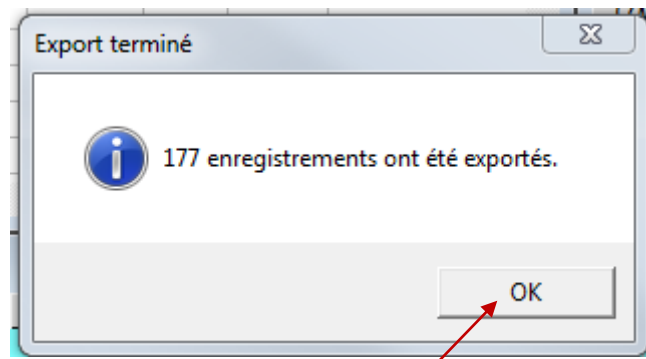 Export terminé
177 enregistrements ont été exportés.
OK